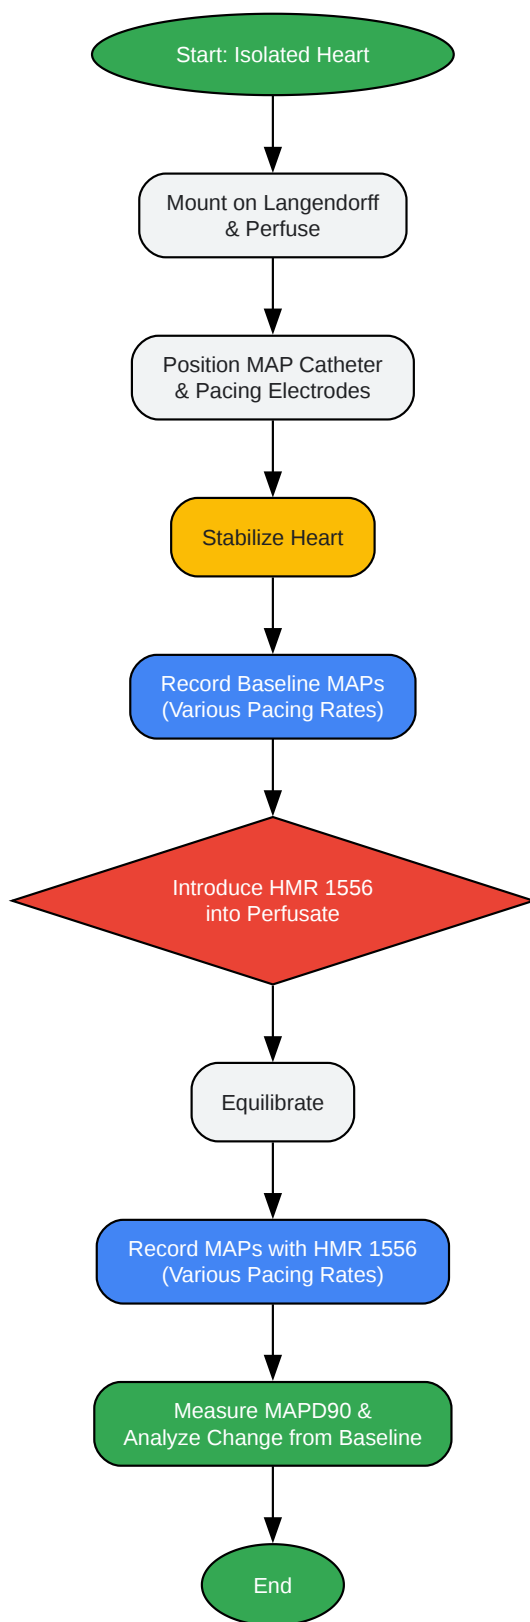 Start: Isolated Heart
Mount on Langendorff
& Perfuse
Position MAP Catheter
& Pacing Electrodes
Stabilize Heart
Record Baseline MAPs
(Various Pacing Rates)
Introduce HMR 1556
into Perfusate
Equilibrate
Record MAPs with HMR 1556
(Various Pacing Rates)
Measure MAPD90 &
Analyze Change from Baseline
End